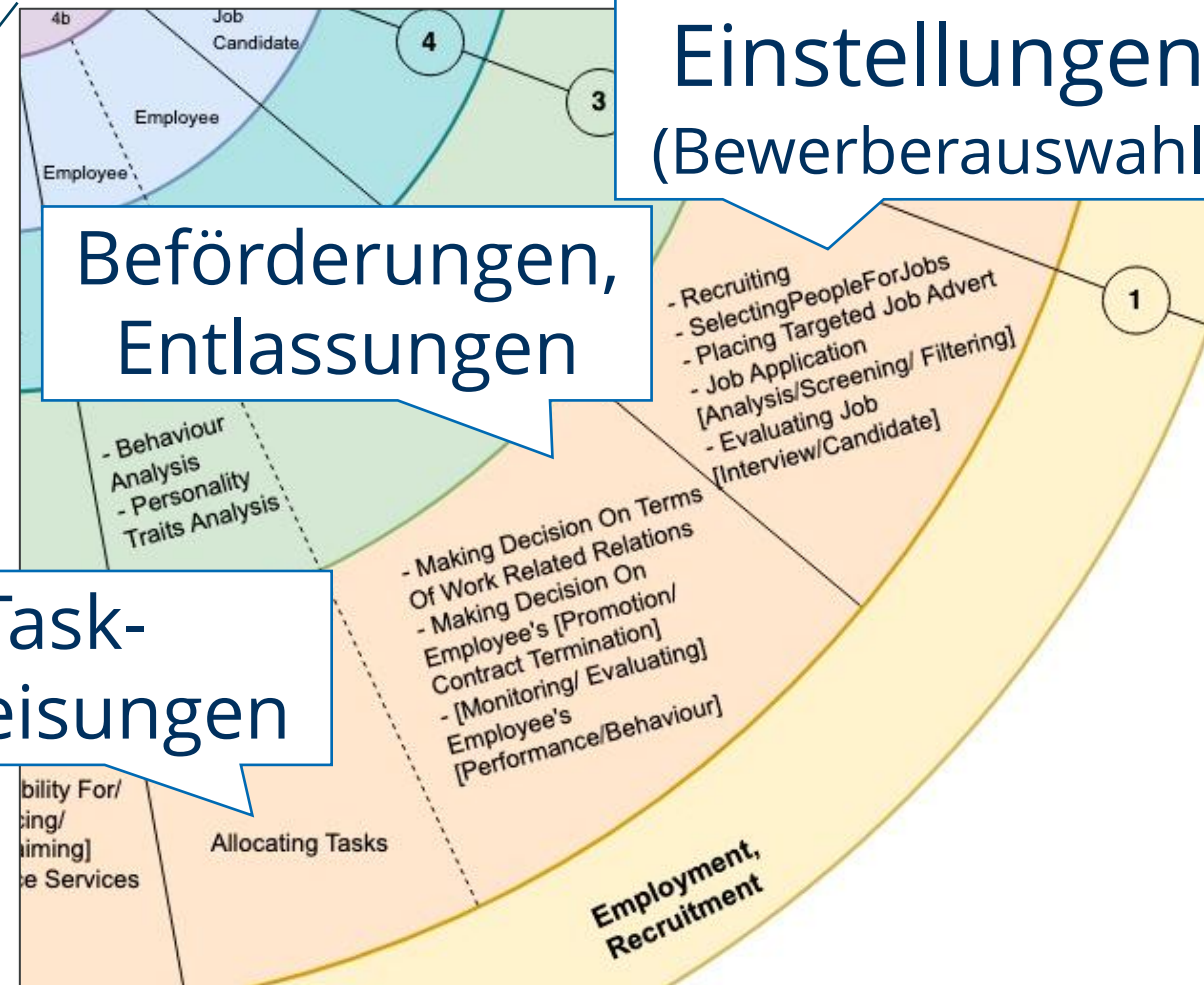 4b
Job
Candidate
4
3
Employee
Employee
Einstellungen
(Bewerberauswahl
Beförderungen,
Entlassungen
- Recruiting
- SelectingPeopleForJobs
- Placing Targeted Job Advert
- Job Application
[Analysis/Screening/ Filtering]
- Evaluating Job
[Interview/Candidate]
1
- Behaviour
Analysis
- Personality
Traits Analysis
- Making Decision On Terms
Of Work Related Relations
- Making Decision On
Employee's [Promotion/
Contract Termination]
- [Monitoring/ Evaluating]
Employee's
[Performance/Behaviour]
Task-
eisungen
bility For/
cing/
aiming]
ce Services
Allocating Tasks
Employment,
Recruitment